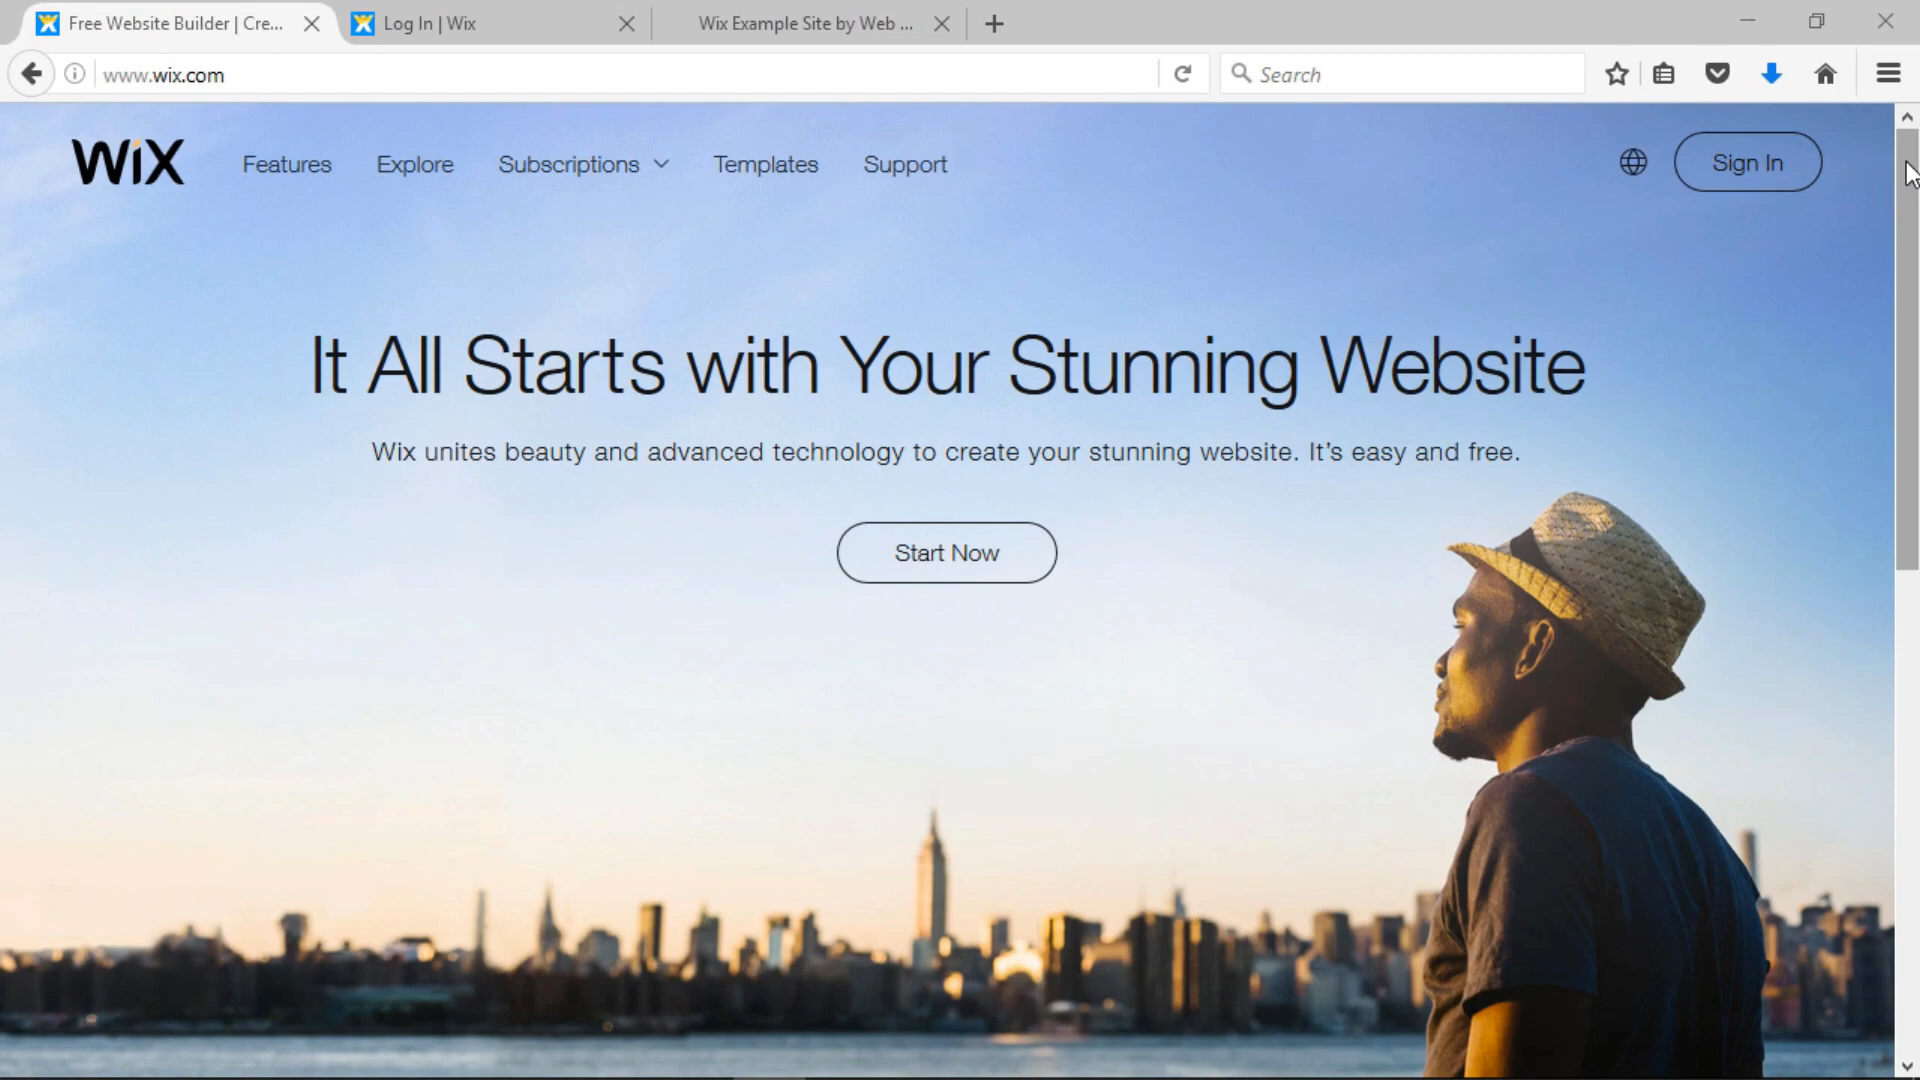 Free Website Builder | Cre...
Log In | Wix
Wix Example Site by Web ...
www.wix.com
Search
WiX
Features
Explore
Subscriptions
Templates
Support
Sign In
It All Starts with Your Stunning Website
Wix unites beauty and advanced technology to create your stunning website. It's easy and free.
Start Now